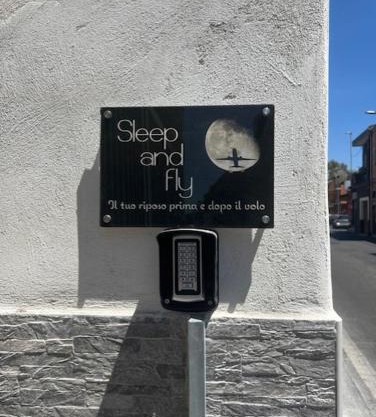 Sleep
and
fly
Il tuo riposo prima e dopo il volo